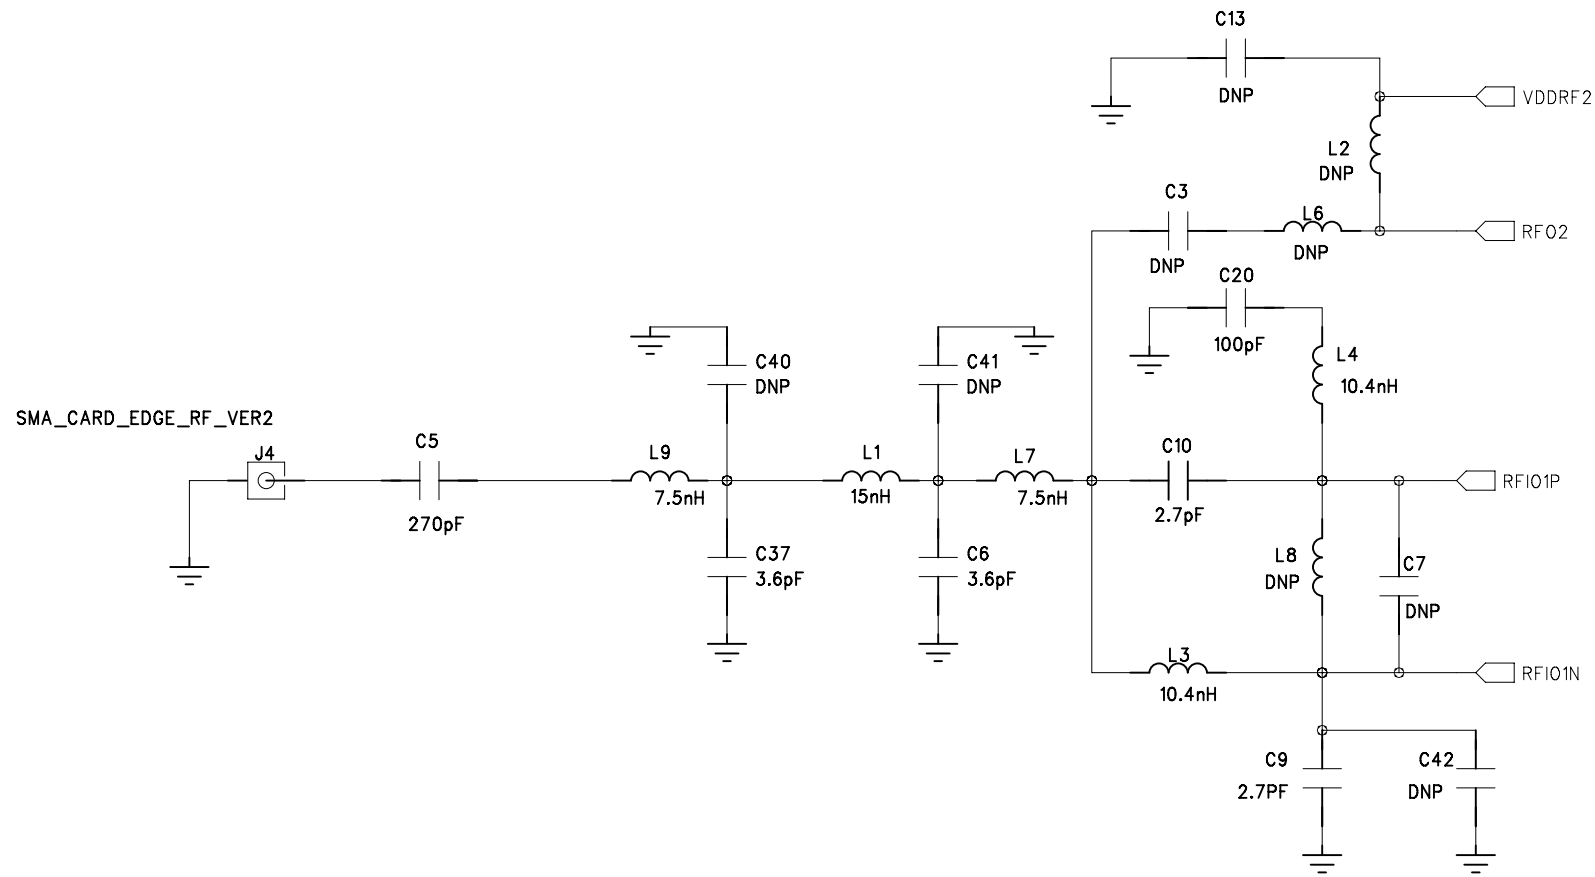 C13
DNP
VDDRF2
L2
DNP
C3
DNP
L6
DNP
RFO2
C20
100pF
L4
10.4nH
C40
DNP
C41
DNP
SMA_CARD_EDGE_RF_VER2
J4
C5
270pF
L9
7.5nH
L1
15nH
L7
7.5nH
C10
2.7pF
RFIO1P
C37
3.6pF
C6
3.6pF
L8
DNP
C7
DNP
L3
10.4nH
RFIO1N
C9
2.7PF
C42
DNP